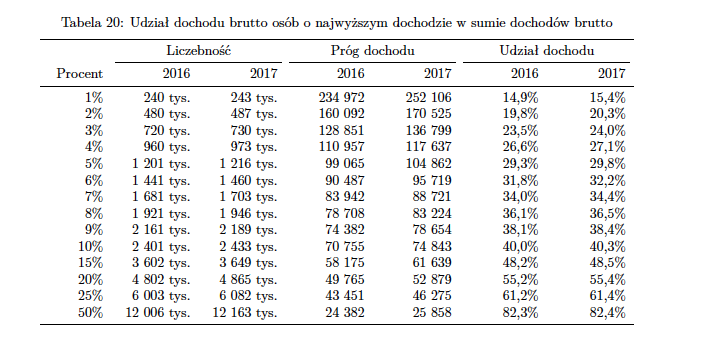 Tabela 20: Udział dochodu brutto osób o najwyższym dochodzie w sumie dochodów brutto
Liczebność Próg dochodu Udział dochodu
Procent 2016 2017 2016 2017 2016 2017
1% 240 tys. 243 tys. 234 972 252 106 14,9% 15,4%
2% 480 tys. 487 tys. 160 092 170 525 19,8% 20,3%
3% 720 tys. 730 tys. 128 851 136 799 23,5% 24,0%
4% 960 tys. 973 tys. 110 957 117 637 26,6% 27,1%
5% 1 201 tys. 1 216 tys. 99 065 104 862 29,3% 29,8%
6% 1 441 tys. 1 460 tys. 90 487 95 719 31,8% 32,2%
7% 1 681 tys. 1 703 tys. 83 942 88 721 34,0% 34,4%
8% 1 921 tys. 1 946 tys. 78 708 83 224 36,1% 36,5%
9% 2 161 tys. 2 189 tys. 74 382 78 654 38,1% 38,4%
10% 2 401 tys. 2 433 tys. 70 755 74 843 40,0% 40,3%
15% 3 602 tys. 3 649 tys. 58 175 61 639 48,2% 48,5%
20% 4 802 tys. 4 865 tys. 49 765 52 879 55,2% 55,4%
25% 6 003 tys. 6 082 tys. 43 451 46 275 61,2% 61,4%
50% 12 006 tys. 12 163 tys. 24 382 25 858 82,3% 82,4%